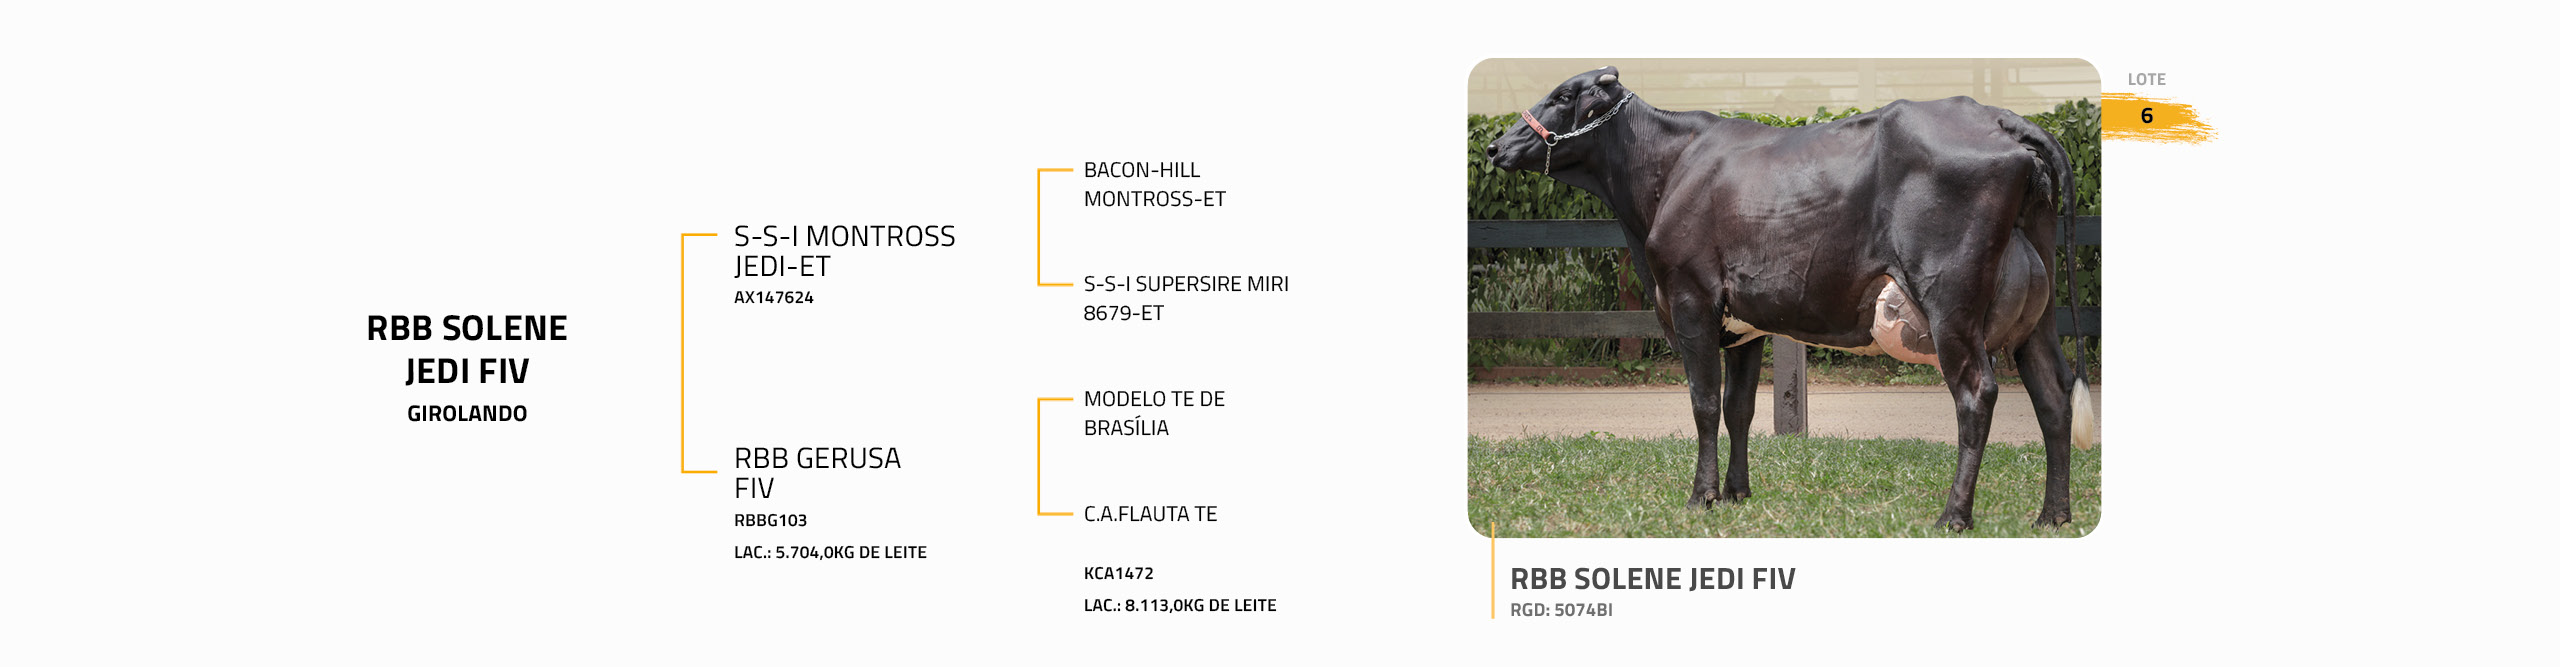 RBB SOLENE
JEDI FIV
GIROLANDO
S-S-I MONTROSS
JEDI-ET
AX147624
RBB GERUSA
FIV
RBBG103
LAC.: 5.704,0KG DE LEITE
BACON-HILL
MONTROSS-ET
S-S-I SUPERSIRE MIRI
8679-ET
MODELO TE DE
BRASÍLIA
C.A.FLAUTA TE
KCA1472
LAC.: 8.113,0KG DE LEITE
LOTE
6
RBB SOLENE JEDI FIV
RGD: 5074BI